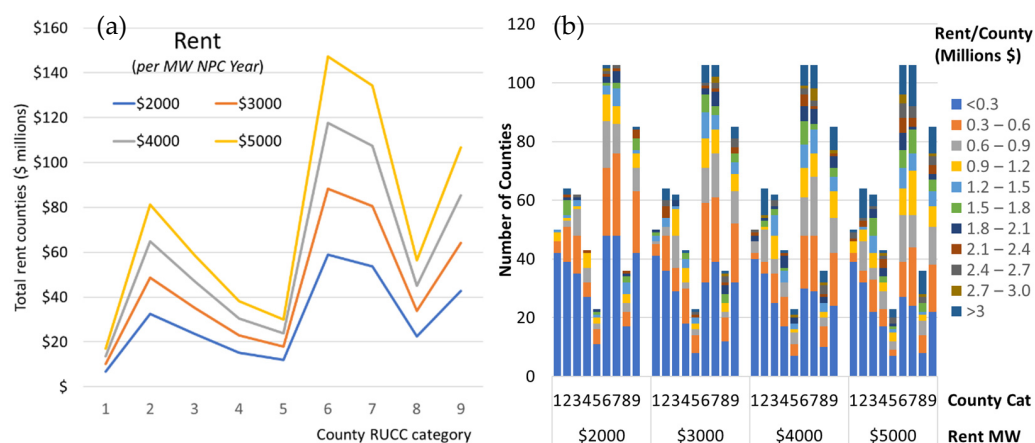 (a)
Rent
(per MW NPC Year)
$2000
$3000
$4000
$5000
Total rent counties ($ millions)
$160
$140
$120
$100
$80
$60
$40
$20
$
1 2 3 4 5 6 7 8 9
County RUCC category
(b)
Number of Counties
120
100
80
60
40
20
0
123456789 123456789 123456789 123456789 County Cat
$2000 $3000 $4000 $5000 Rent MW
Rent/County
(Millions $)
<0.3
0.3 – 0.6
0.6 – 0.9
0.9 – 1.2
1.2 – 1.5
1.5 – 1.8
1.8 – 2.1
2.1 – 2.4
2.4 – 2.7
2.7 – 3.0
>3